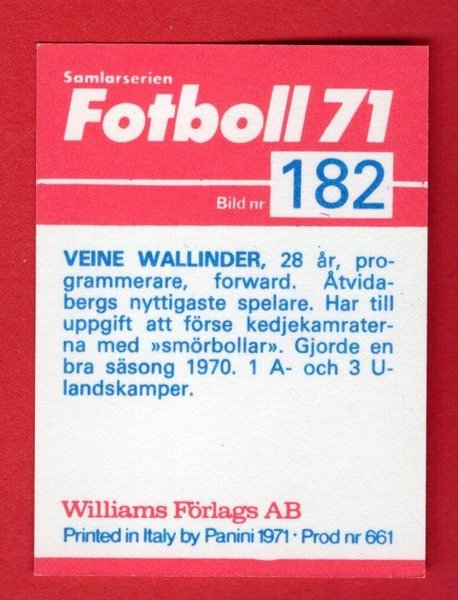 Samlarserien
Fotboll 71
Bild nr 182
VEINE WALLINDER, 28 år, pro-
grammerare, forward. Åtvida-
bergs nyttigaste spelare. Har till
uppgift att förse kedjekamrater-
na med »smörbollar». Gjorde en
bra säsong 1970. 1 A- och 3 U-
landskamper.
Williams Förlags AB
Printed in Italy by Panini 1971 · Prod nr 661